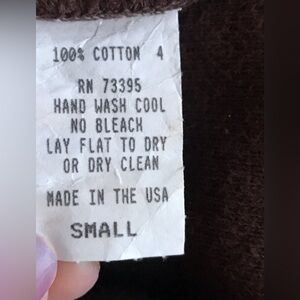 100% COTTON 4
RN 73395
HAND WASH COOL
NO BLEACH
LAY FLAT TO DRY
OR DRY CLEAN
MADE IN THE USA
SMALL